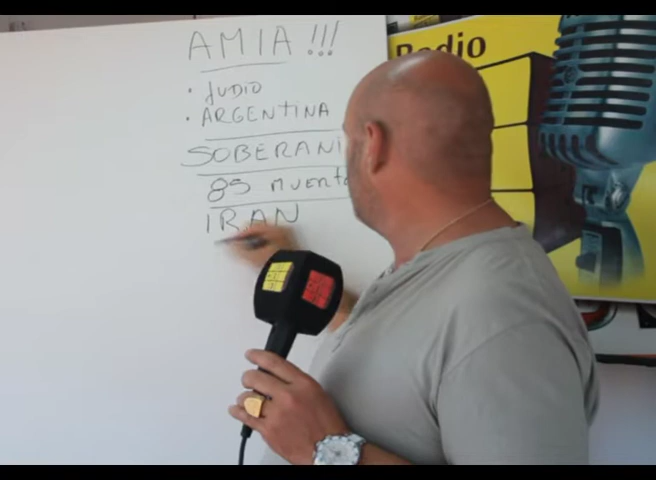 AMIA!!!
Radio
• JUDIO
• ARGENTINA
SOBERANI
85 MUERTO
IRAN